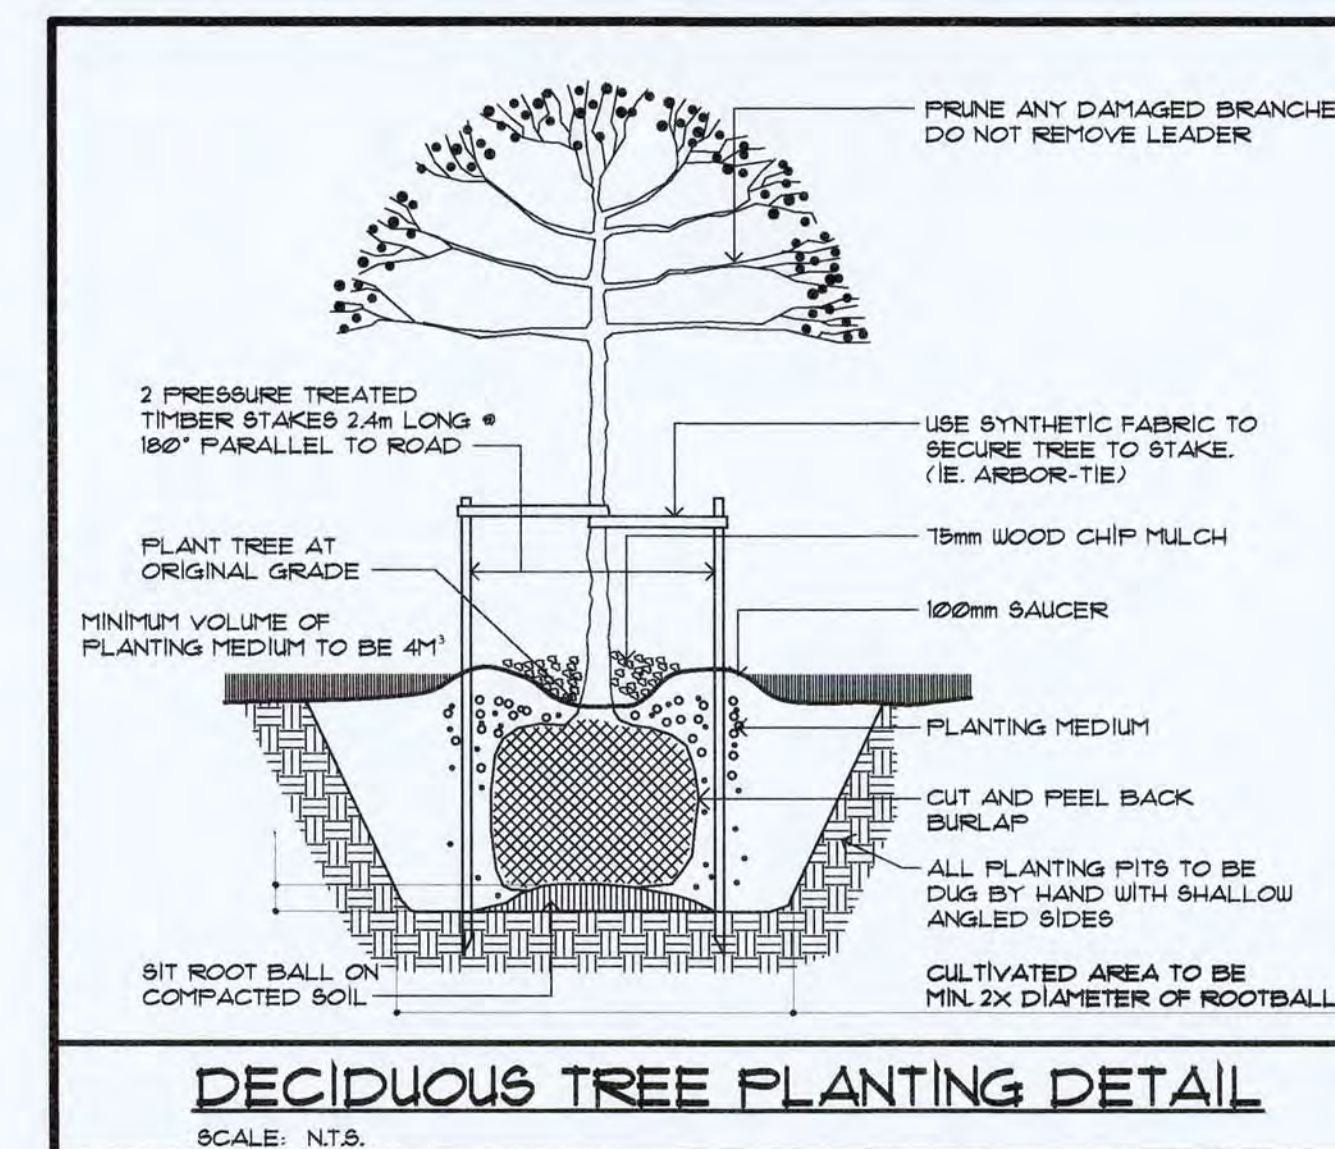 PRUNE ANY DAMAGED BRANCHE
DO NOT REMOVE LEADER
2 PRESSURE TREATED
TIMBER STAKES 2.4m LONG @
180° PARALLEL TO ROAD
USE SYNTHETIC FABRIC TO
SECURE TREE TO STAKE.
(IE. ARBOR-TIE)
PLANT TREE AT
ORIGINAL GRADE
75mm WOOD CHIP MULCH
100mm SAUCER
MINIMUM VOLUME OF
PLANTING MEDIUM TO BE 4M³
PLANTING MEDIUM
CUT AND PEEL BACK
BURLAP
ALL PLANTING PITS TO BE
DUG BY HAND WITH SHALLOW
ANGLED SIDES
SIT ROOT BALL ON
COMPACTED SOIL
CULTIVATED AREA TO BE
MIN. 2X DIAMETER OF ROOTBALL
DECIDUOUS TREE PLANTING DETAIL
SCALE: N.T.S.